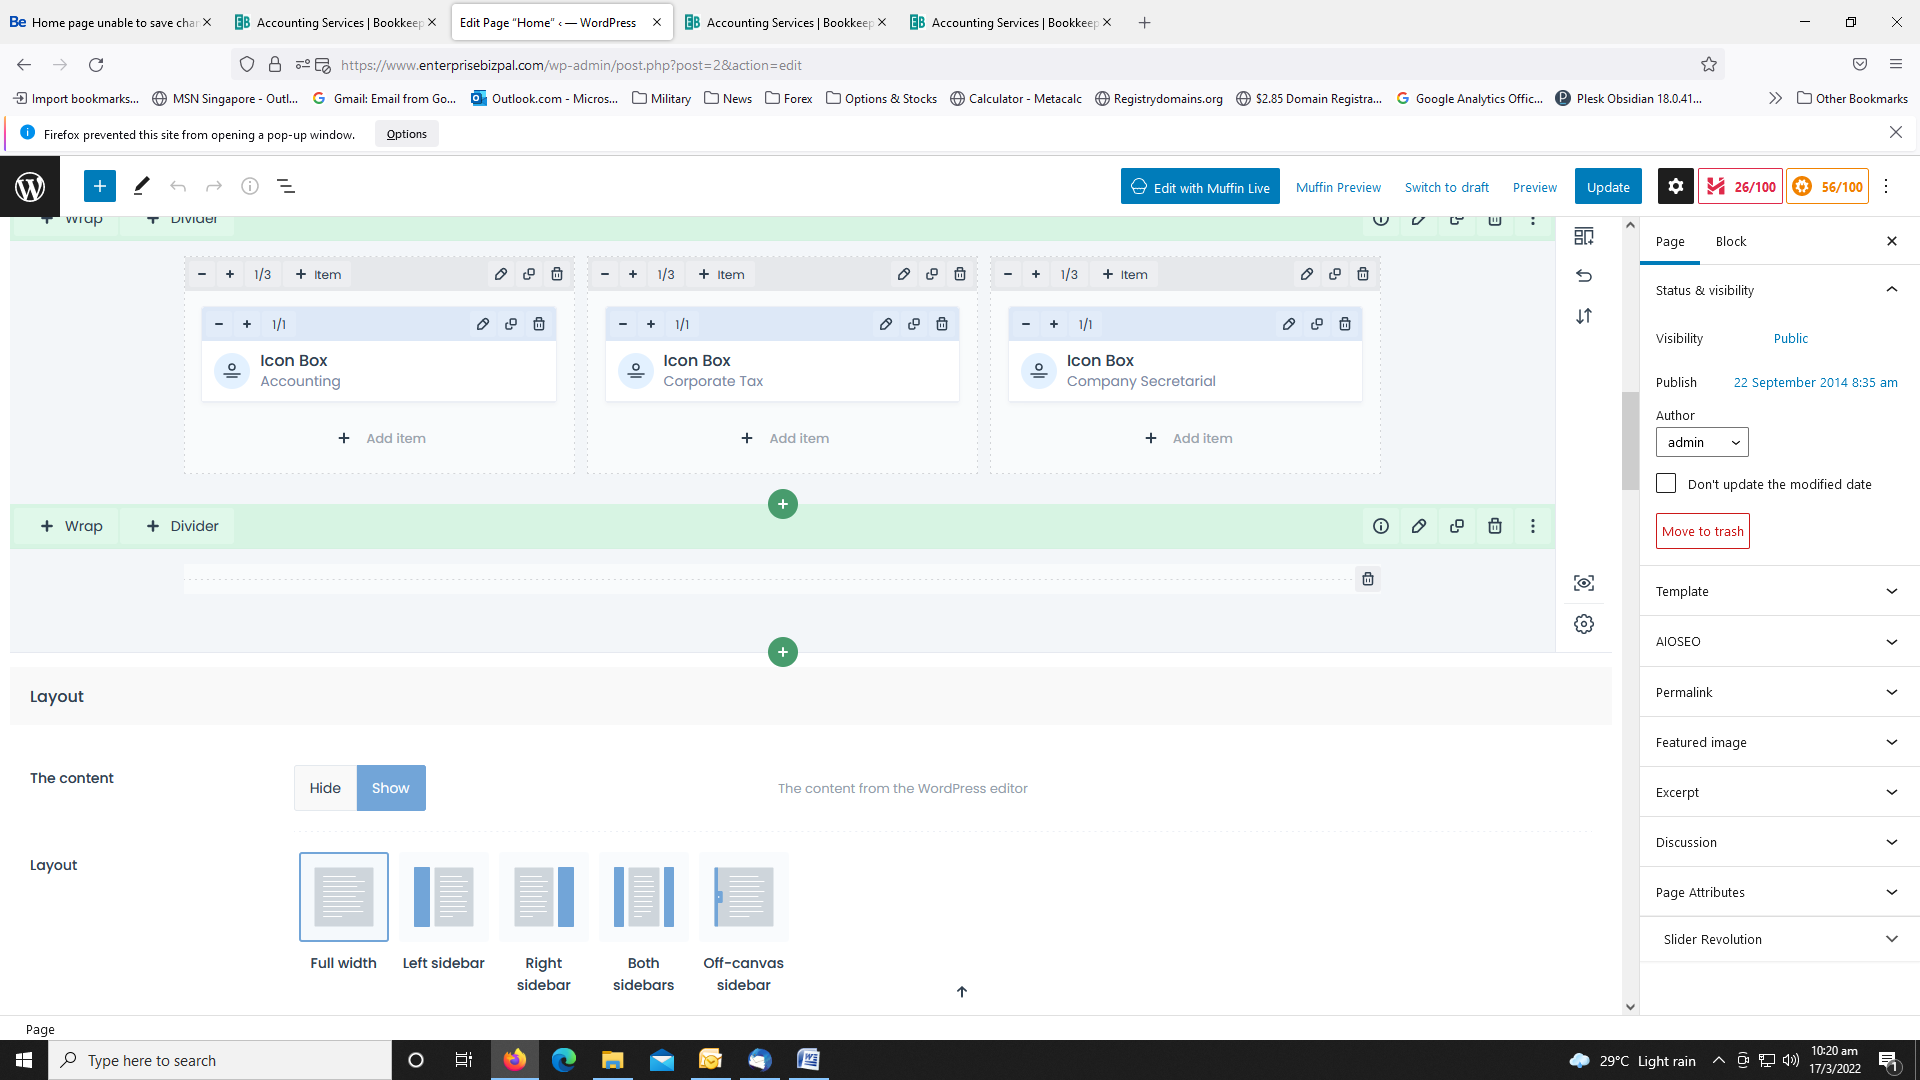 Be Home page unable to save chan
EB Accounting Services | Bookkeep
Edit Page “Home” ‹ — WordPress
EB Accounting Services | Bookkeep
EB Accounting Services | Bookkeep
https://www.enterprisebizpal.com/wp-admin/post.php?post=2&action=edit
Import bookmarks... MSN Singapore - Outl... Gmail: Email from Go... Outlook.com - Micros... Military News Forex Options & Stocks Calculator - Metacalc Registrydomains.org $2.85 Domain Registra... Google Analytics Offic... Plesk Obsidian 18.0.41... Other Bookmarks
Firefox prevented this site from opening a pop-up window. Options
Edit with Muffin Live Muffin Preview Switch to draft Preview Update 26/100 56/100
Wrap Divider
1/3 Item 1/3 Item 1/3 Item
1/1 1/1 1/1
Icon Box Icon Box Icon Box
Accounting Corporate Tax Company Secretarial
Add item Add item Add item
Wrap Divider
Layout
The content Hide Show The content from the WordPress editor
Layout
Full width
Left sidebar
Right
sidebar
Both
sidebars
Off-canvas
sidebar
Page Block
Status & visibility
Visibility Public
Publish 22 September 2014 8:35 am
Author
admin
Don't update the modified date
Move to trash
Template
AIOSEO
Permalink
Featured image
Excerpt
Discussion
Page Attributes
Slider Revolution
Page
Type here to search
29°C Light rain
10:20 am
17/3/2022
1